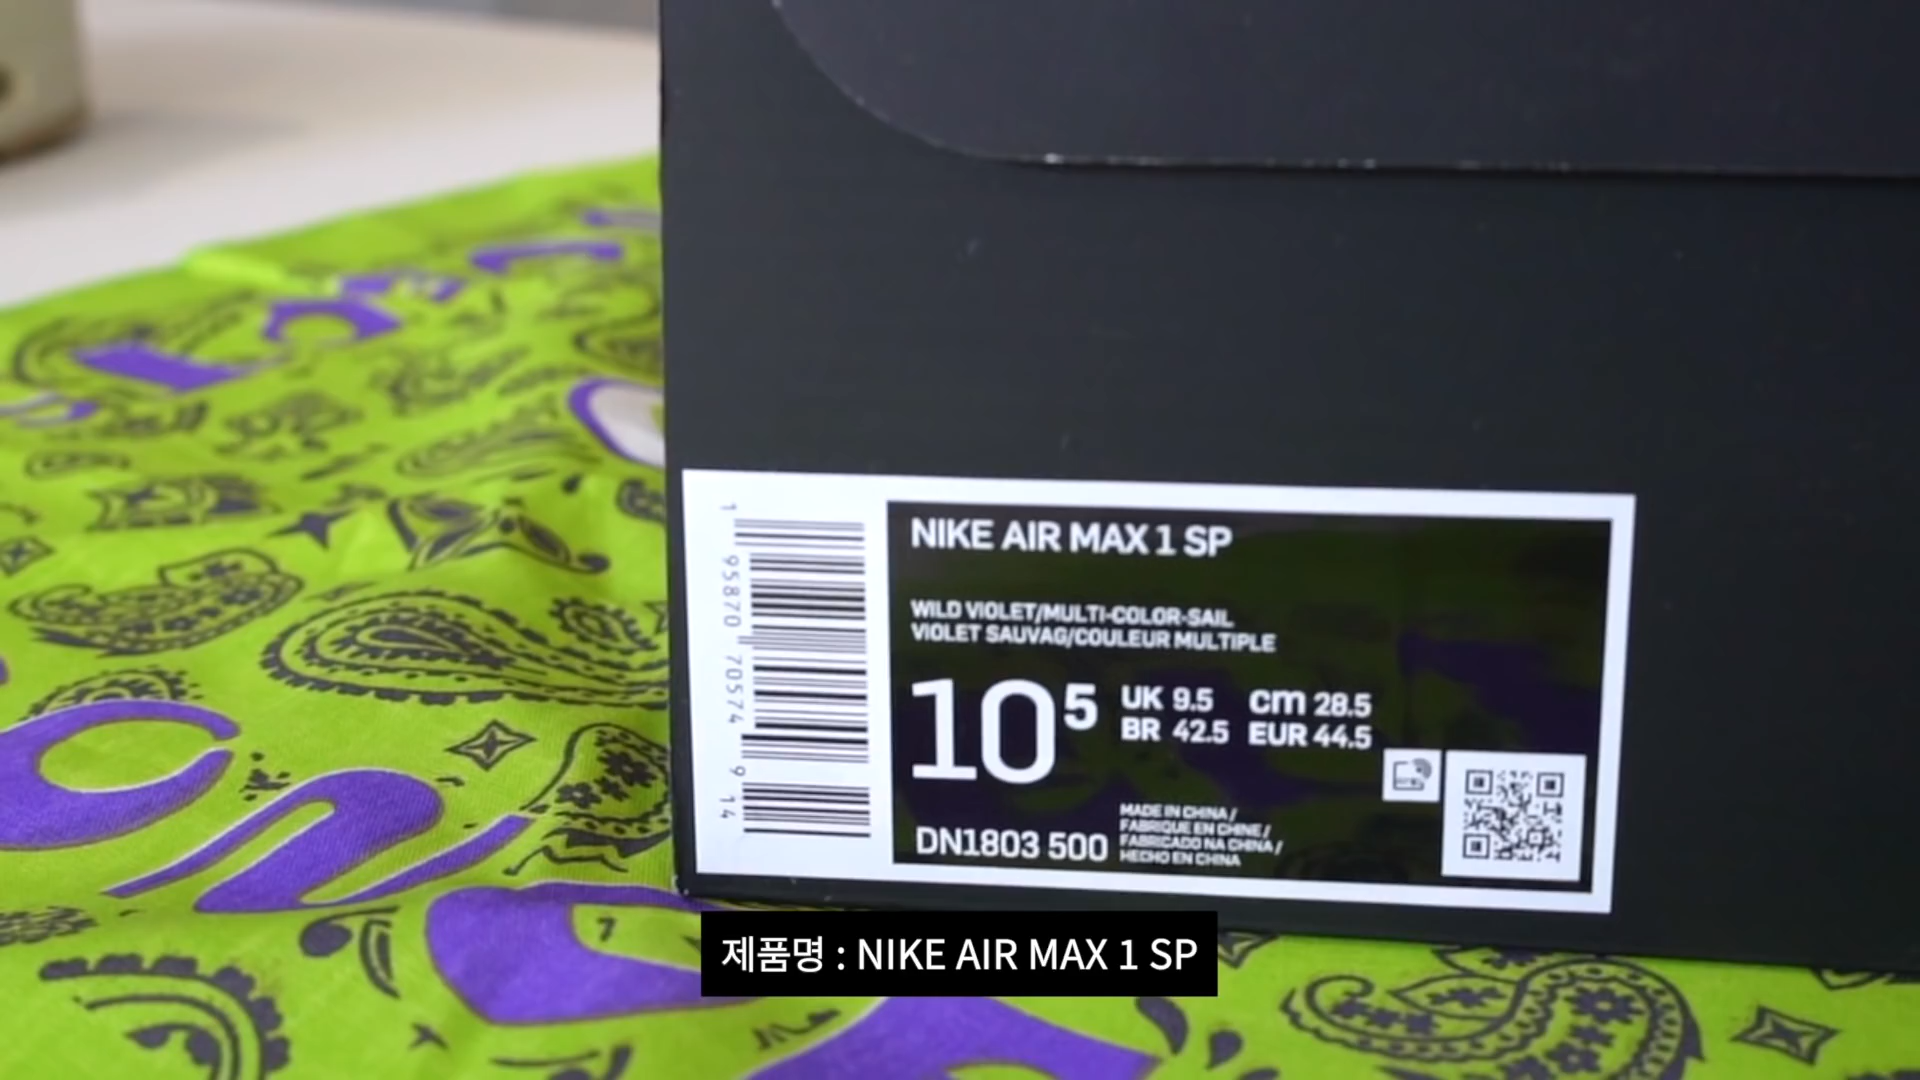 NIKE AIR MAX 1 SP
WILD VIOLET/MULTI-COLOR-SAIL
VIOLET SAUVAG/COULEUR MULTIPLE
10⁵
UK 9.5 cm 28.5
BR 42.5 EUR 44.5
DN1803 500
MADE IN CHINA /
FABRIQUE EN CHINE /
FABRICADO NA CHINA /
HECHO EN CHINA
1 95870 70574 9 14
제품명 : NIKE AIR MAX 1 SP